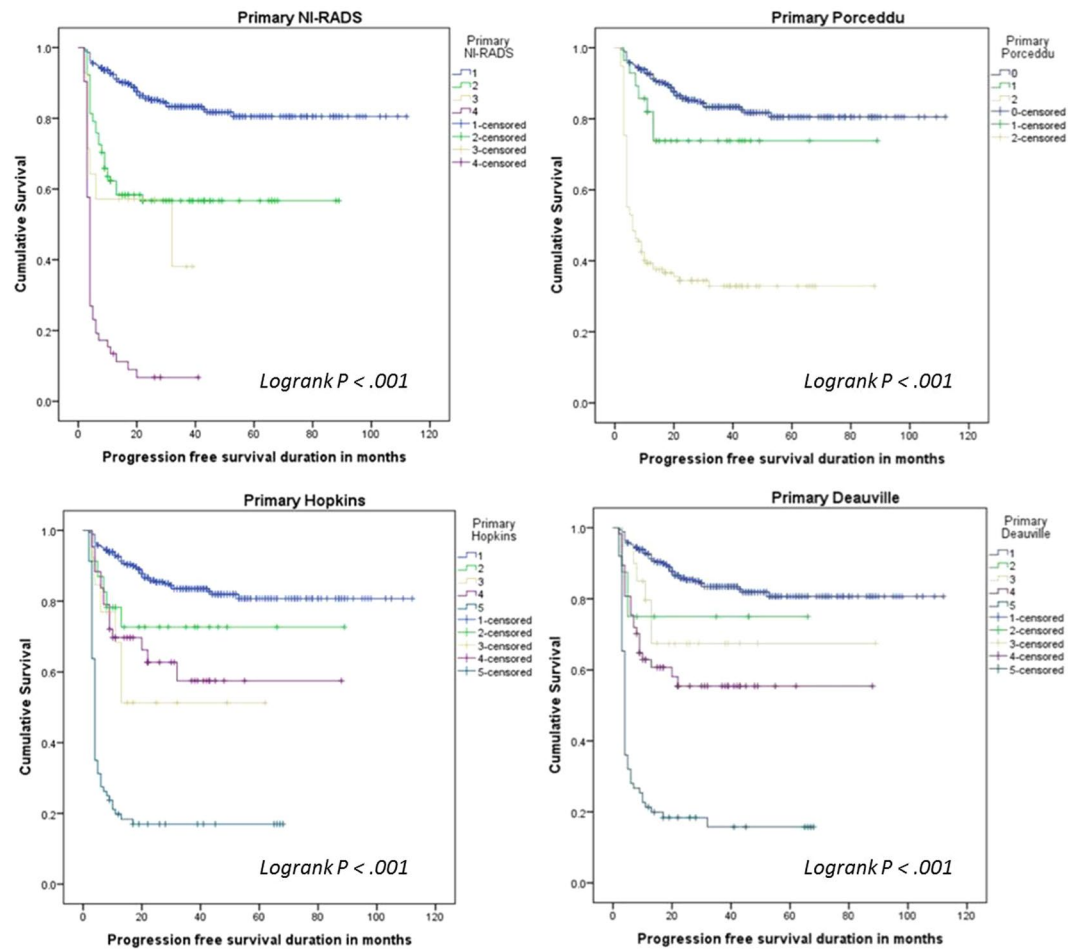 Primary NI-RADS
Cumulative Survival
1.0
0.8
0.6
0.4
0.2
0.0
0 20 40 60 80 100 120
Progression free survival duration in months
Logrank P < .001
Primary
NI-RADS
1
2
3
4
1-censored
2-censored
3-censored
4-censored
Primary Porceddu
Cumulative Survival
1.0
0.8
0.6
0.4
0.2
0.0
0 20 40 60 80 100 120
Progression free survival duration in months
Logrank P < .001
Primary
Porceddu
0
1
2
0-censored
1-censored
2-censored
Primary Hopkins
Cumulative Survival
1.0
0.8
0.6
0.4
0.2
0.0
0 20 40 60 80 100 120
Progression free survival duration in months
Logrank P < .001
Primary
Hopkins
1
2
3
4
5
1-censored
2-censored
3-censored
4-censored
5-censored
Primary Deauville
Cumulative Survival
1.0
0.8
0.6
0.4
0.2
0.0
0 20 40 60 80 100 120
Progression free survival duration in months
Logrank P < .001
Primary
Deauville
1
2
3
4
5
1-censored
2-censored
3-censored
4-censored
5-censored